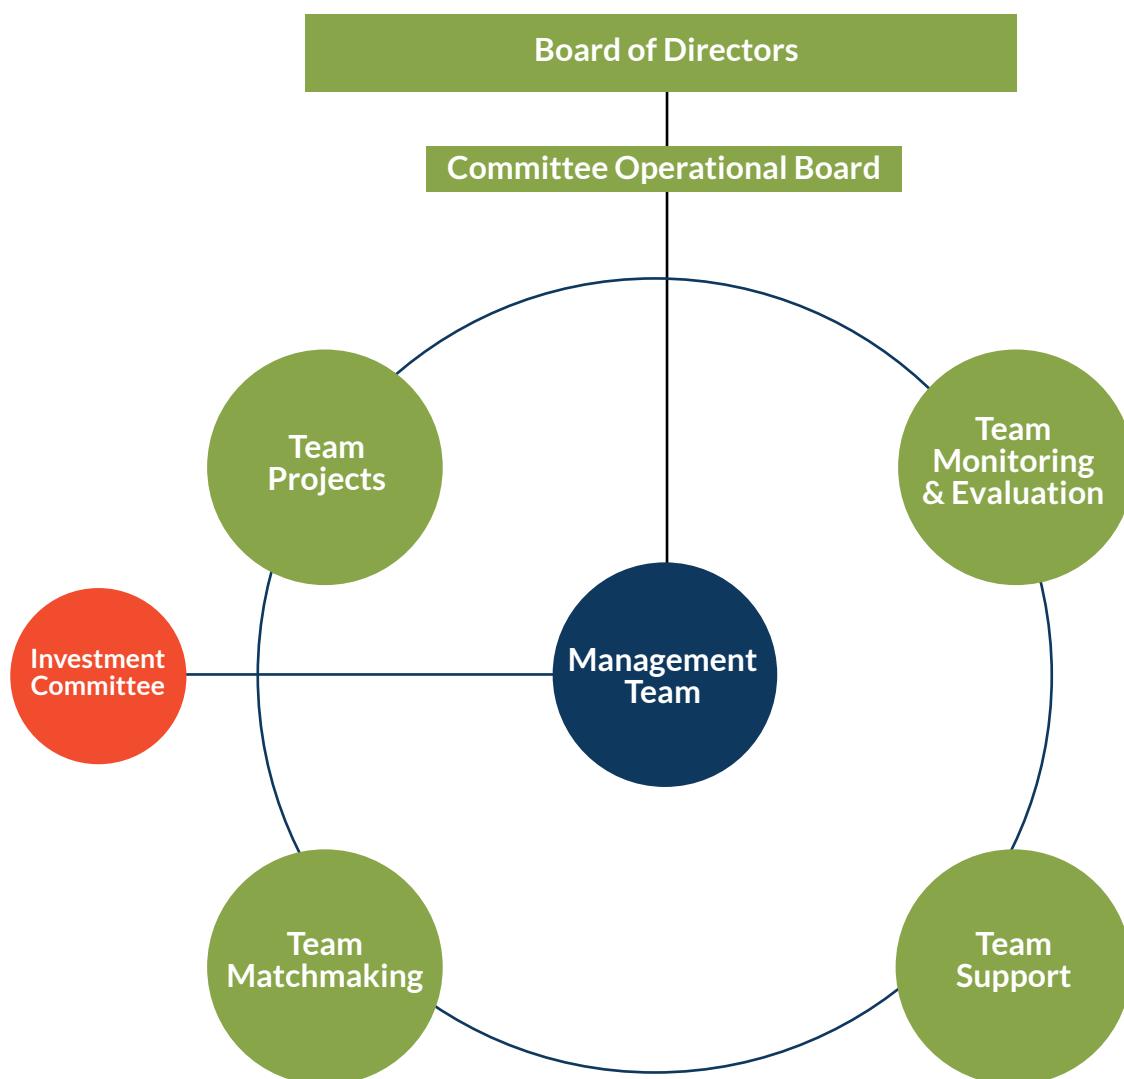 Board of Directors
Committee Operational Board
Team
Projects
Team
Monitoring
& Evaluation
Investment
Committee
Management
Team
Team
Matchmaking
Team
Support